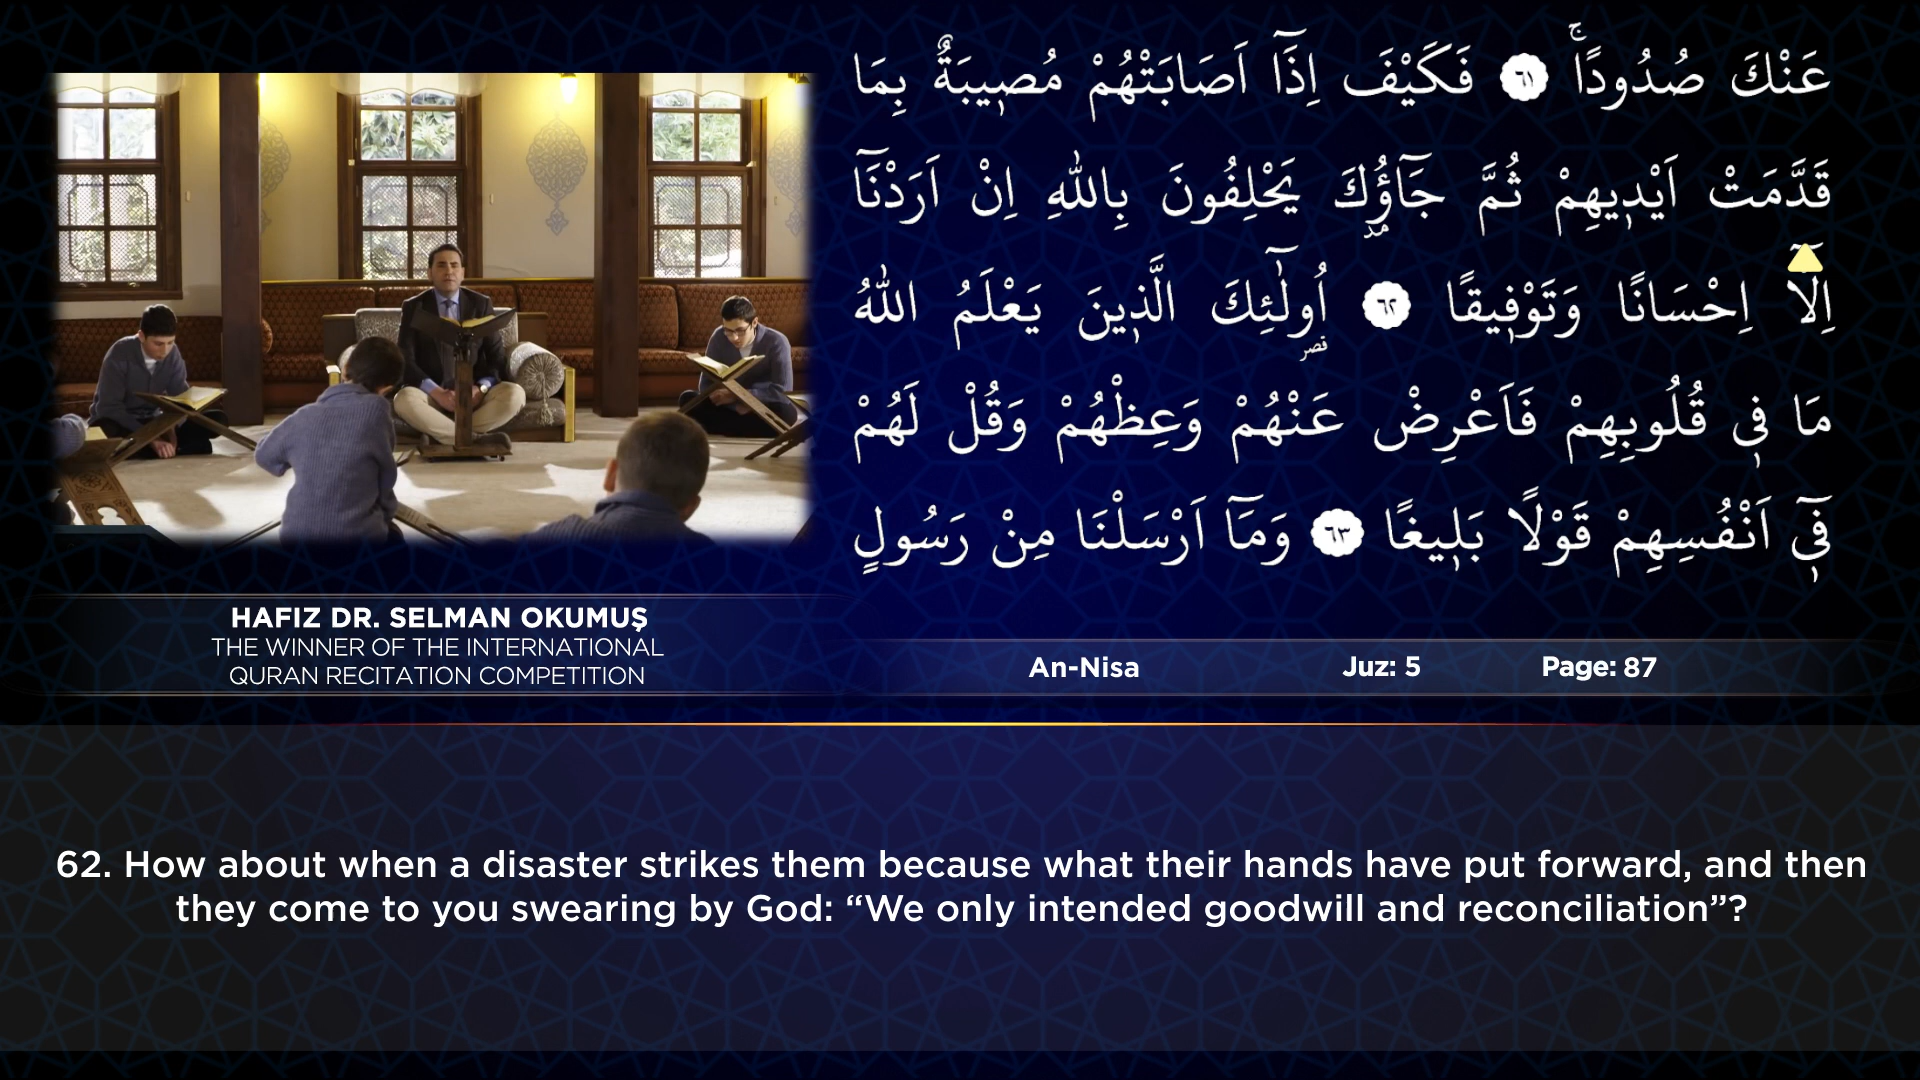 عَنْكَ صُدُودًاۚ ﴿٦١﴾ فَكَيْفَ اِذَٓا اَصَابَتْهُمْ مُص۪يبَةٌ بِمَا
قَدَّمَتْ اَيْد۪يهِمْ ثُمَّ جَٓاؤُ۫كَ يَحْلِفُونَ بِاللّٰهِ اِنْ اَرَدْنَٓا
اِلَّٓا اِحْسَانًا وَتَوْف۪يقًا ﴿٦٢﴾ اُو۬لٰٓئِكَ الَّذ۪ينَ يَعْلَمُ اللّٰهُ
مَا ف۪ي قُلُوبِهِمْ فَاَعْرِضْ عَنْهُمْ وَعِظْهُمْ وَقُلْ لَهُمْ
ف۪ٓي اَنْفُسِهِمْ قَوْلًا بَل۪يغًا ﴿٦٣﴾ وَمَٓا اَرْسَلْنَا مِنْ رَسُولٍ
HAFIZ DR. SELMAN OKUMUŞ
THE WINNER OF THE INTERNATIONAL
QURAN RECITATION COMPETITION
An-Nisa Juz: 5 Page: 87
62. How about when a disaster strikes them because what their hands have put forward, and then
they come to you swearing by God: “We only intended goodwill and reconciliation”?